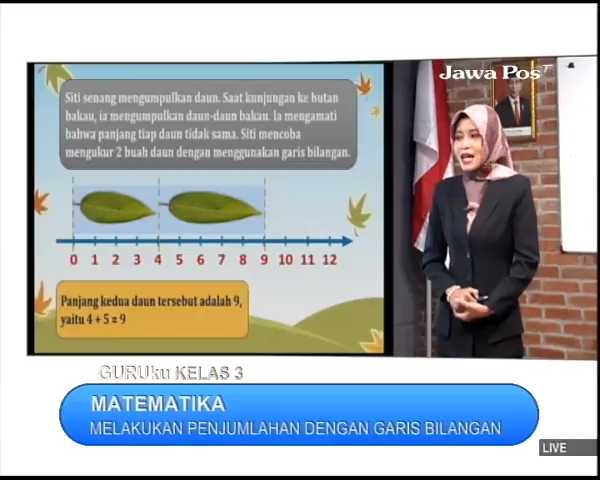 Jawa Pos TV
Siti senang mengumpulkan daun. Saat kunjungan ke hutan
bakau, ia mengumpulkan daun-daun bakau. Ia mengamati
bahwa panjang tiap daun tidak sama. Siti mencoba
mengukur 2 buah daun dengan menggunakan garis bilangan.
0 1 2 3 4 5 6 7 8 9 10 11 12
Panjang kedua daun tersebut adalah 9,
yaitu 4 + 5 = 9
GURUku KELAS 3
MATEMATIKA
MELAKUKAN PENJUMLAHAN DENGAN GARIS BILANGAN
LIVE